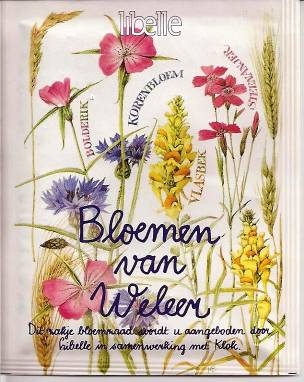 libelle
BOLDERIK
KORENBLOEM
VLASBEK
STEENANJER
Bloemen
van
Weleer
Dit zakje bloemzaad wordt u aangeboden door
Libelle in samenwerking met Klok.